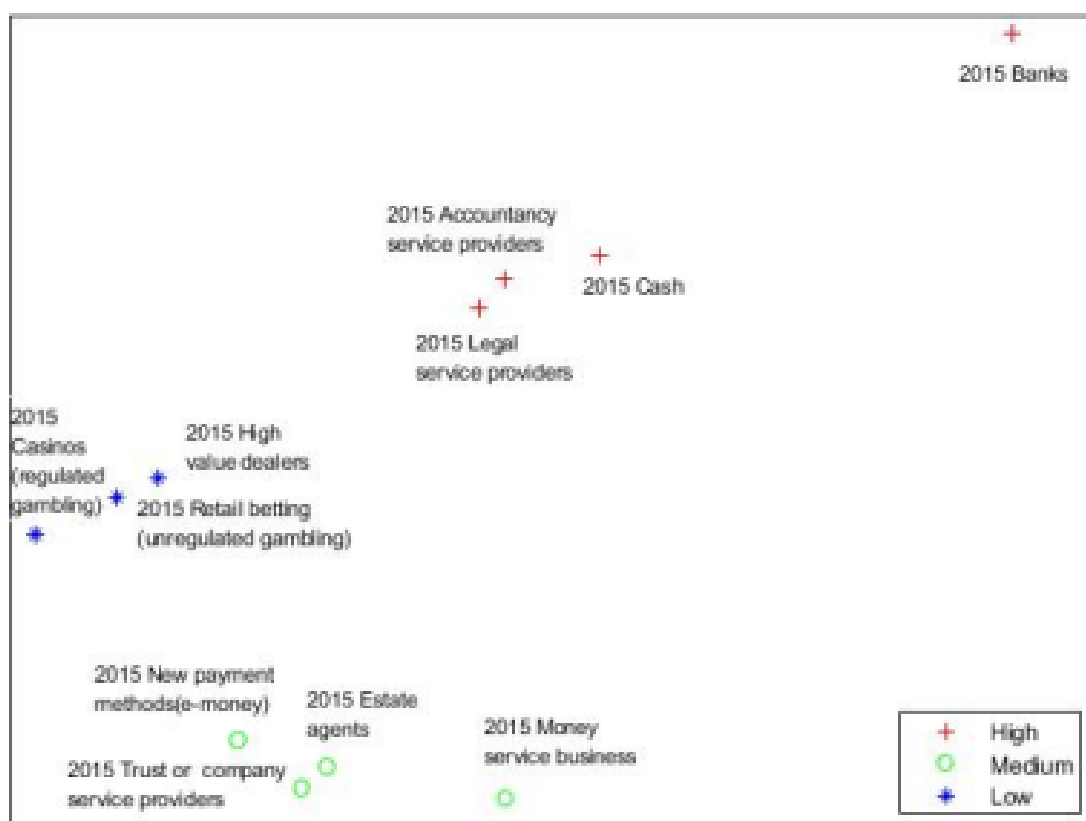 2015 Banks
2015 Accountancy
service providers
2015 Cash
2015 Legal
service providers
2015
Casinos
(regulated
gambling)
2015 High
value dealers
2015 Retail betting
(unregulated gambling)
2015 New payment
methods(e-money)
2015 Estate
agents
2015 Money
service business
2015 Trust or company
service providers
High
Medium
Low